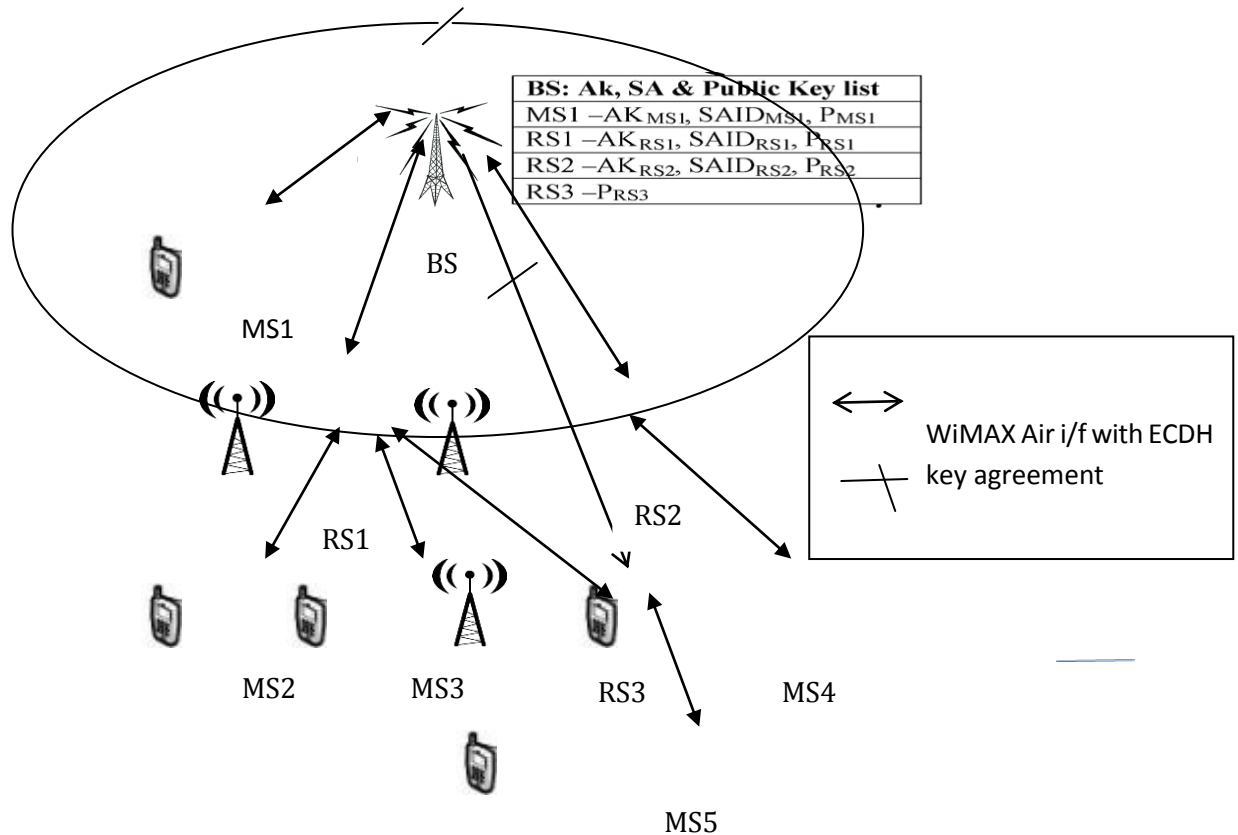 BS: Ak, SA & Public Key list
MS1 –AKMS1, SAIDMS1, PMS1
RS1 –AKRS1, SAIDRS1, PRS1
RS2 –AKRS2, SAIDRS2, PRS2
RS3 –PRS3
BS
MS1
WiMAX Air i/f with ECDH
key agreement
RS2
RS1
MS2
MS3
RS3
MS4
MS5